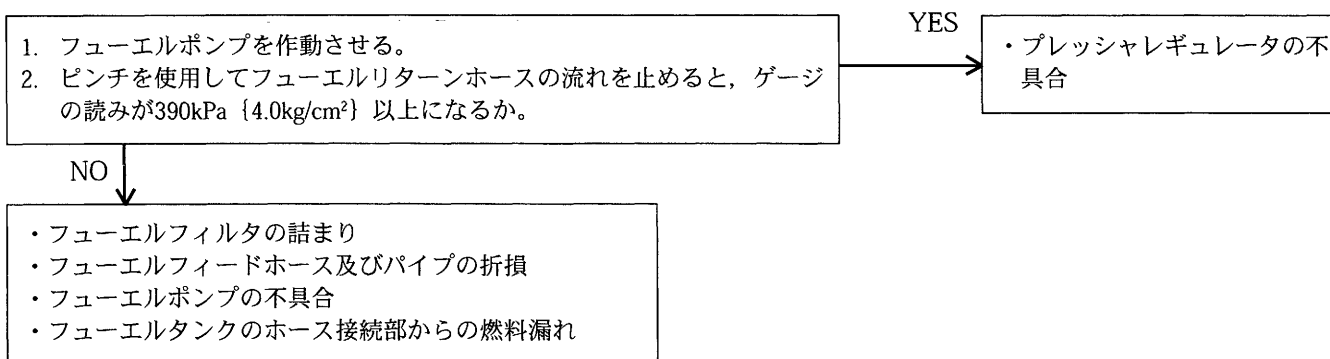 1. フューエルポンプを作動させる。
2. ピンチを使用してフューエルリターンホースの流れを止めると，ゲージ
の読みが390kPa {4.0kg/cm²} 以上になるか。
YES
・プレッシャレギュレータの不
具合
NO
・フューエルフィルタの詰まり
・フューエルフィードホース及びパイプの折損
・フューエルポンプの不具合
・フューエルタンクのホース接続部からの燃料漏れ